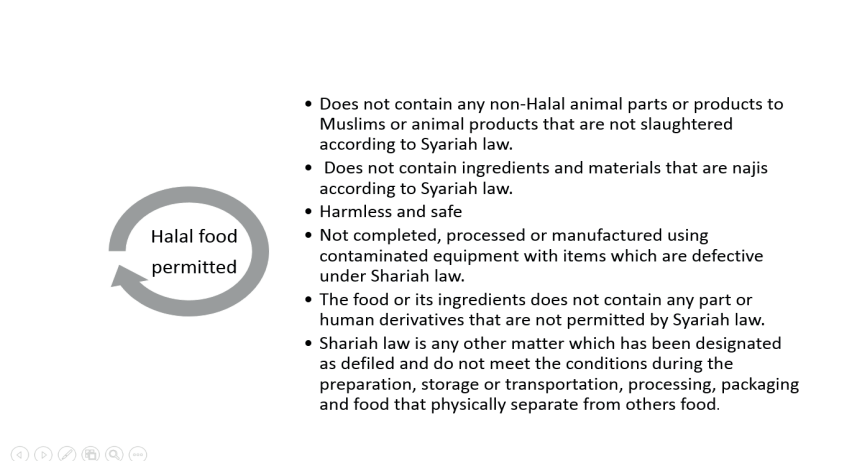 Halal food
permitted
• Does not contain any non-Halal animal parts or products to
Muslims or animal products that are not slaughtered
according to Syariah law.
• Does not contain ingredients and materials that are najis
according to Syariah law.
• Harmless and safe
• Not completed, processed or manufactured using
contaminated equipment with items which are defective
under Shariah law.
• The food or its ingredients does not contain any part or
human derivatives that are not permitted by Syariah law.
• Shariah law is any other matter which has been designated
as defiled and do not meet the conditions during the
preparation, storage or transportation, processing, packaging
and food that physically separate from others food.